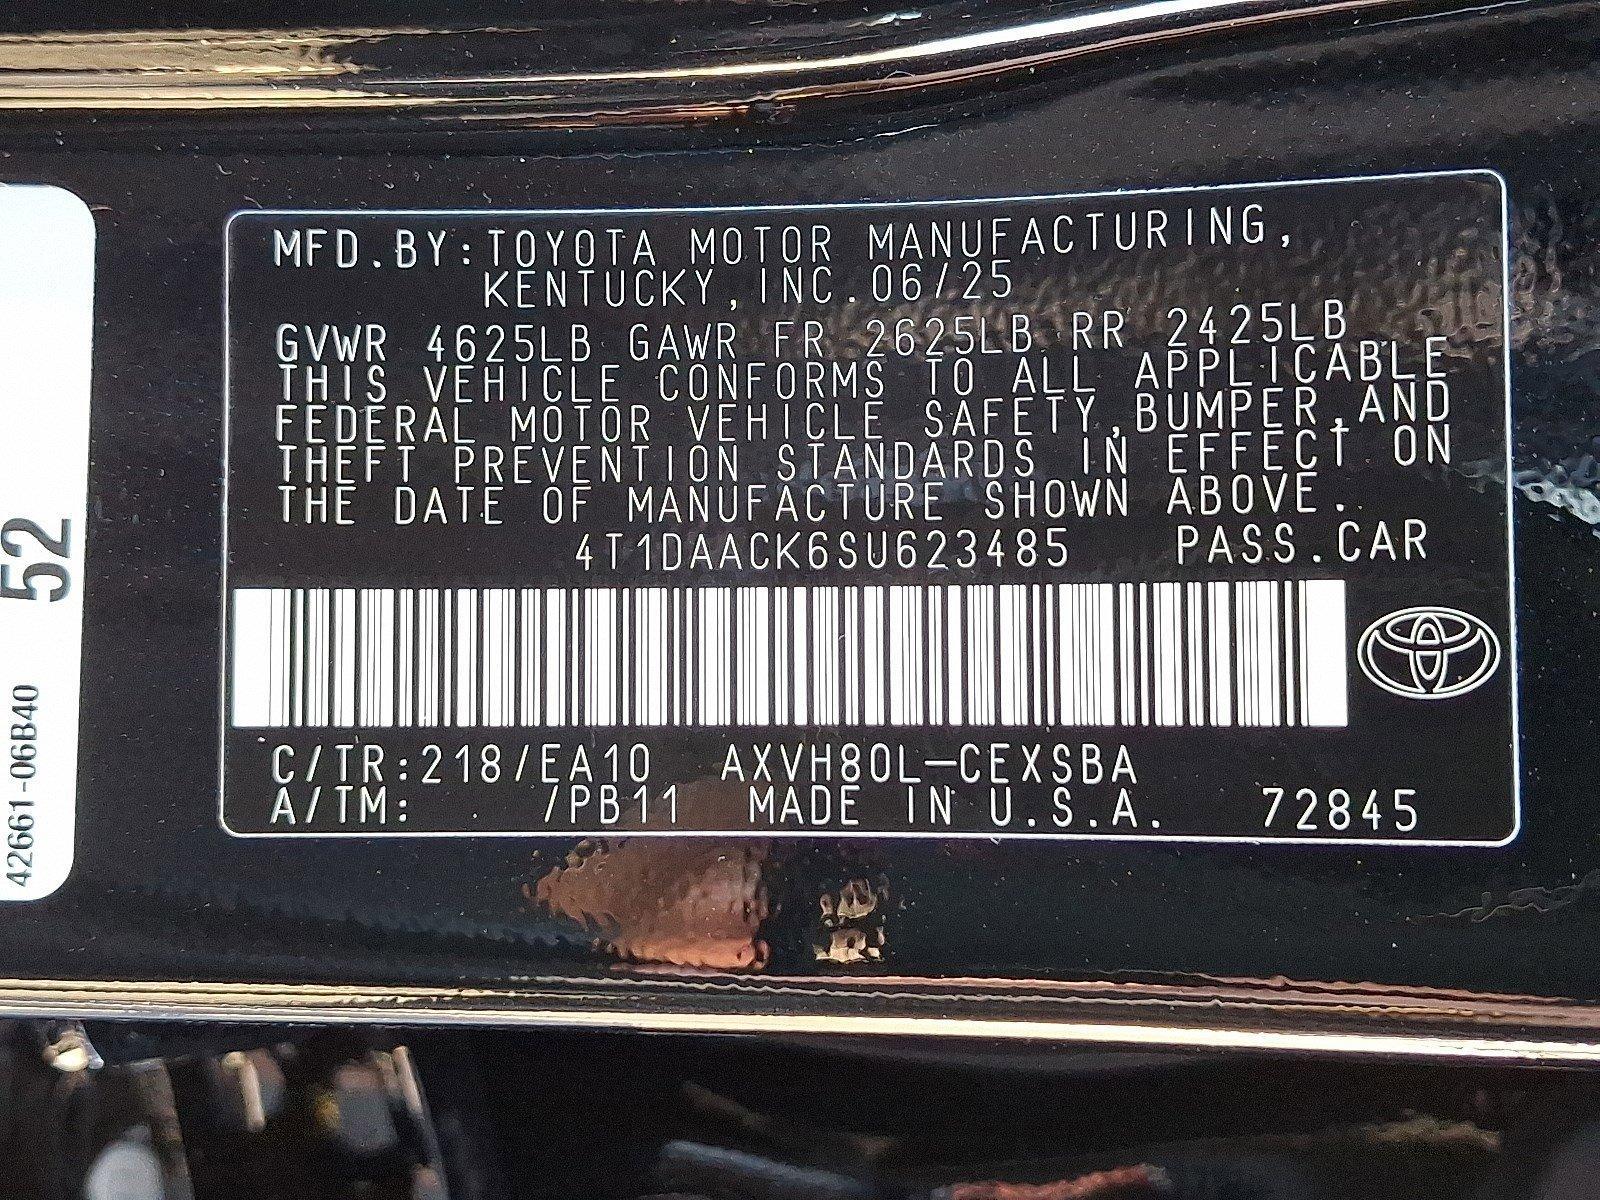 MFD.BY:TOYOTA MOTOR MANUFACTURING,
KENTUCKY,INC.06/25
GVWR 4625LB GAWR FR 2625LB RR 2425LB
THIS VEHICLE CONFORMS TO ALL APPLICABLE
FEDERAL MOTOR VEHICLE SAFETY,BUMPER,AND
THEFT PREVENTION STANDARDS IN EFFECT ON
THE DATE OF MANUFACTURE SHOWN ABOVE.
4T1DAACK6SU623485 PASS.CAR
C/TR:218/EA10 AXVH80L-CEXSBA
A/TM: /PB11 MADE IN U.S.A. 72845
52
42661-06B40